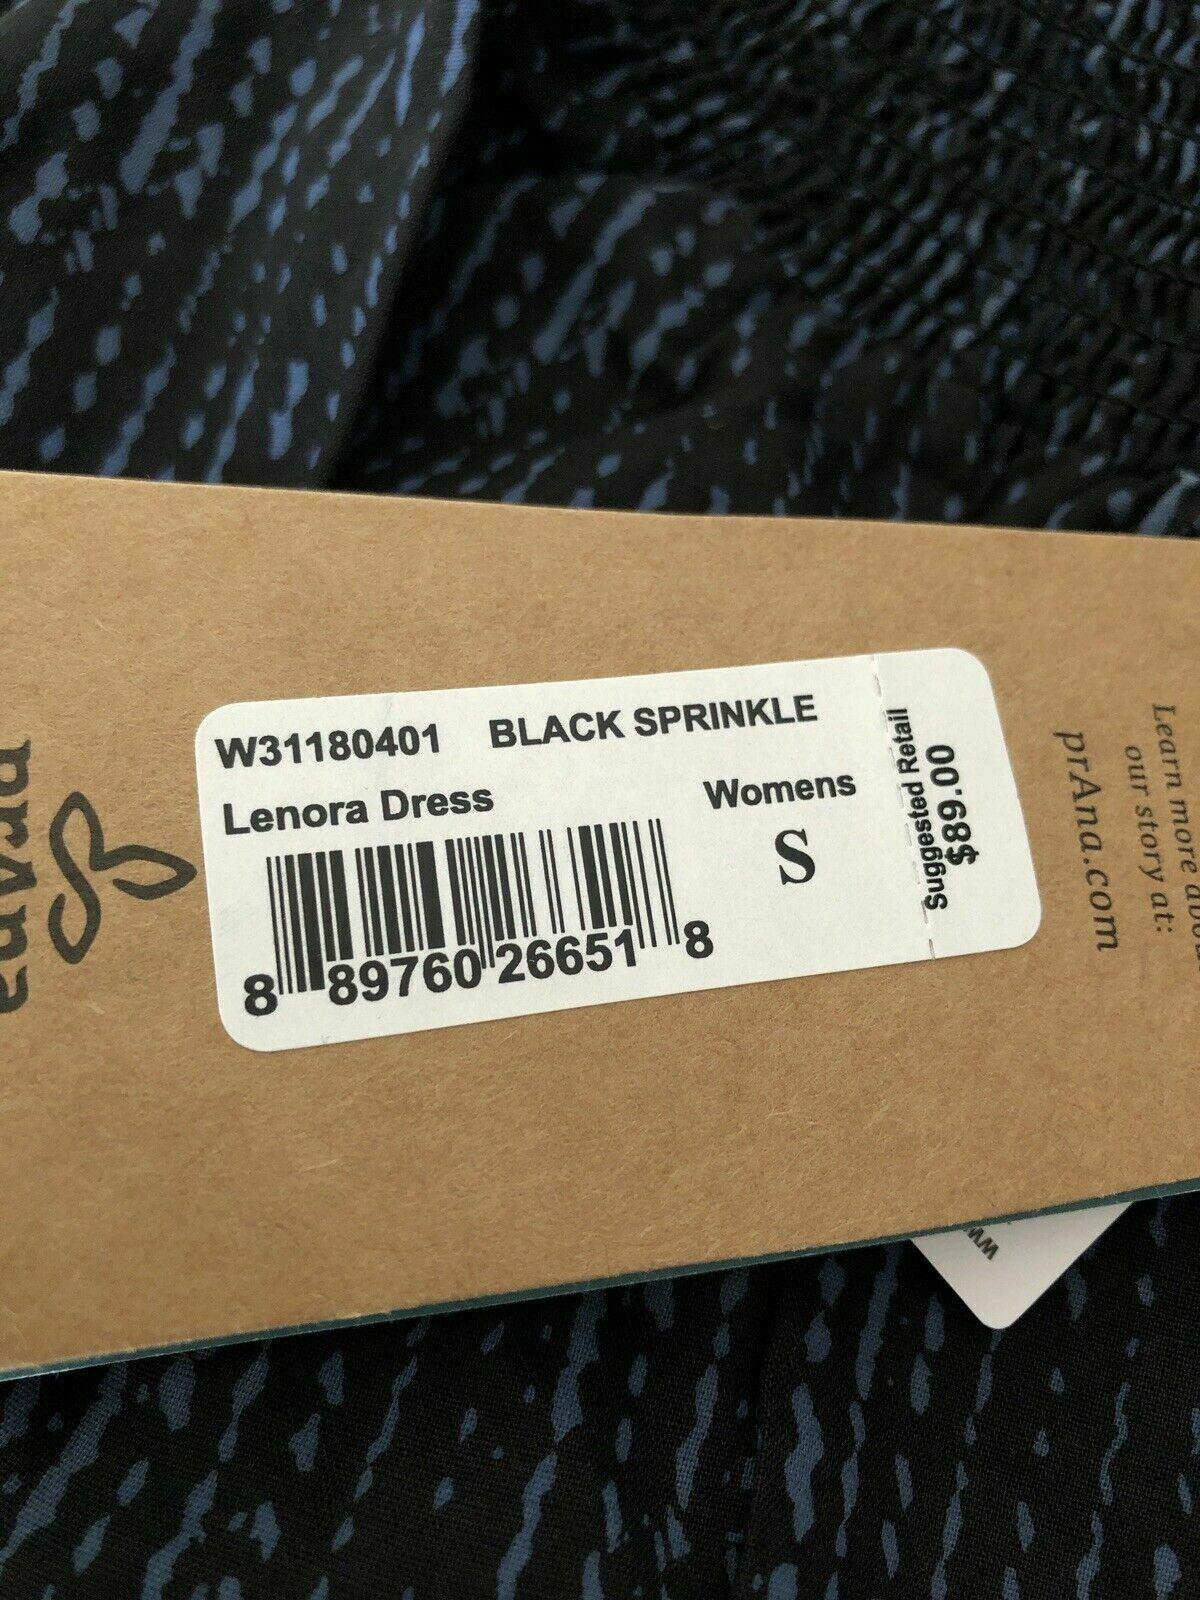 W31180401 BLACK SPRINKLE
Lenora Dress
Womens
S
8 89760 26651 8
Suggested Retail
$89.00
prAna
Learn more about
our story at:
prAna.com